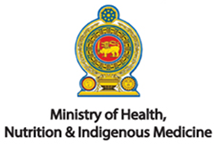 Ministry of Health,
Nutrition & Indigenous Medicine